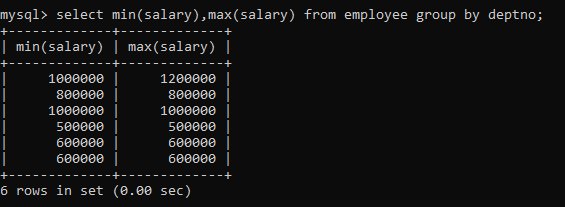 mysql> select min(salary),max(salary) from employee group by deptno;
+-------------+-------------+
| min(salary) | max(salary) |
+-------------+-------------+
|     1000000 |     1200000 |
|      800000 |      800000 |
|     1000000 |     1000000 |
|      500000 |      500000 |
|      600000 |      600000 |
|      600000 |      600000 |
+-------------+-------------+
6 rows in set (0.00 sec)